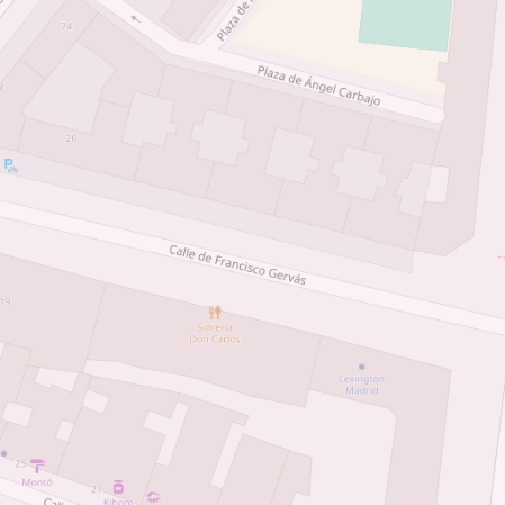 74
Plaza de
Plaza de Ángel Carbajo
26
P
Calle de Francisco Gervás
19
Sidrería
Don Carlos
Lexington
Madrid
25
Montó
27
Kibom